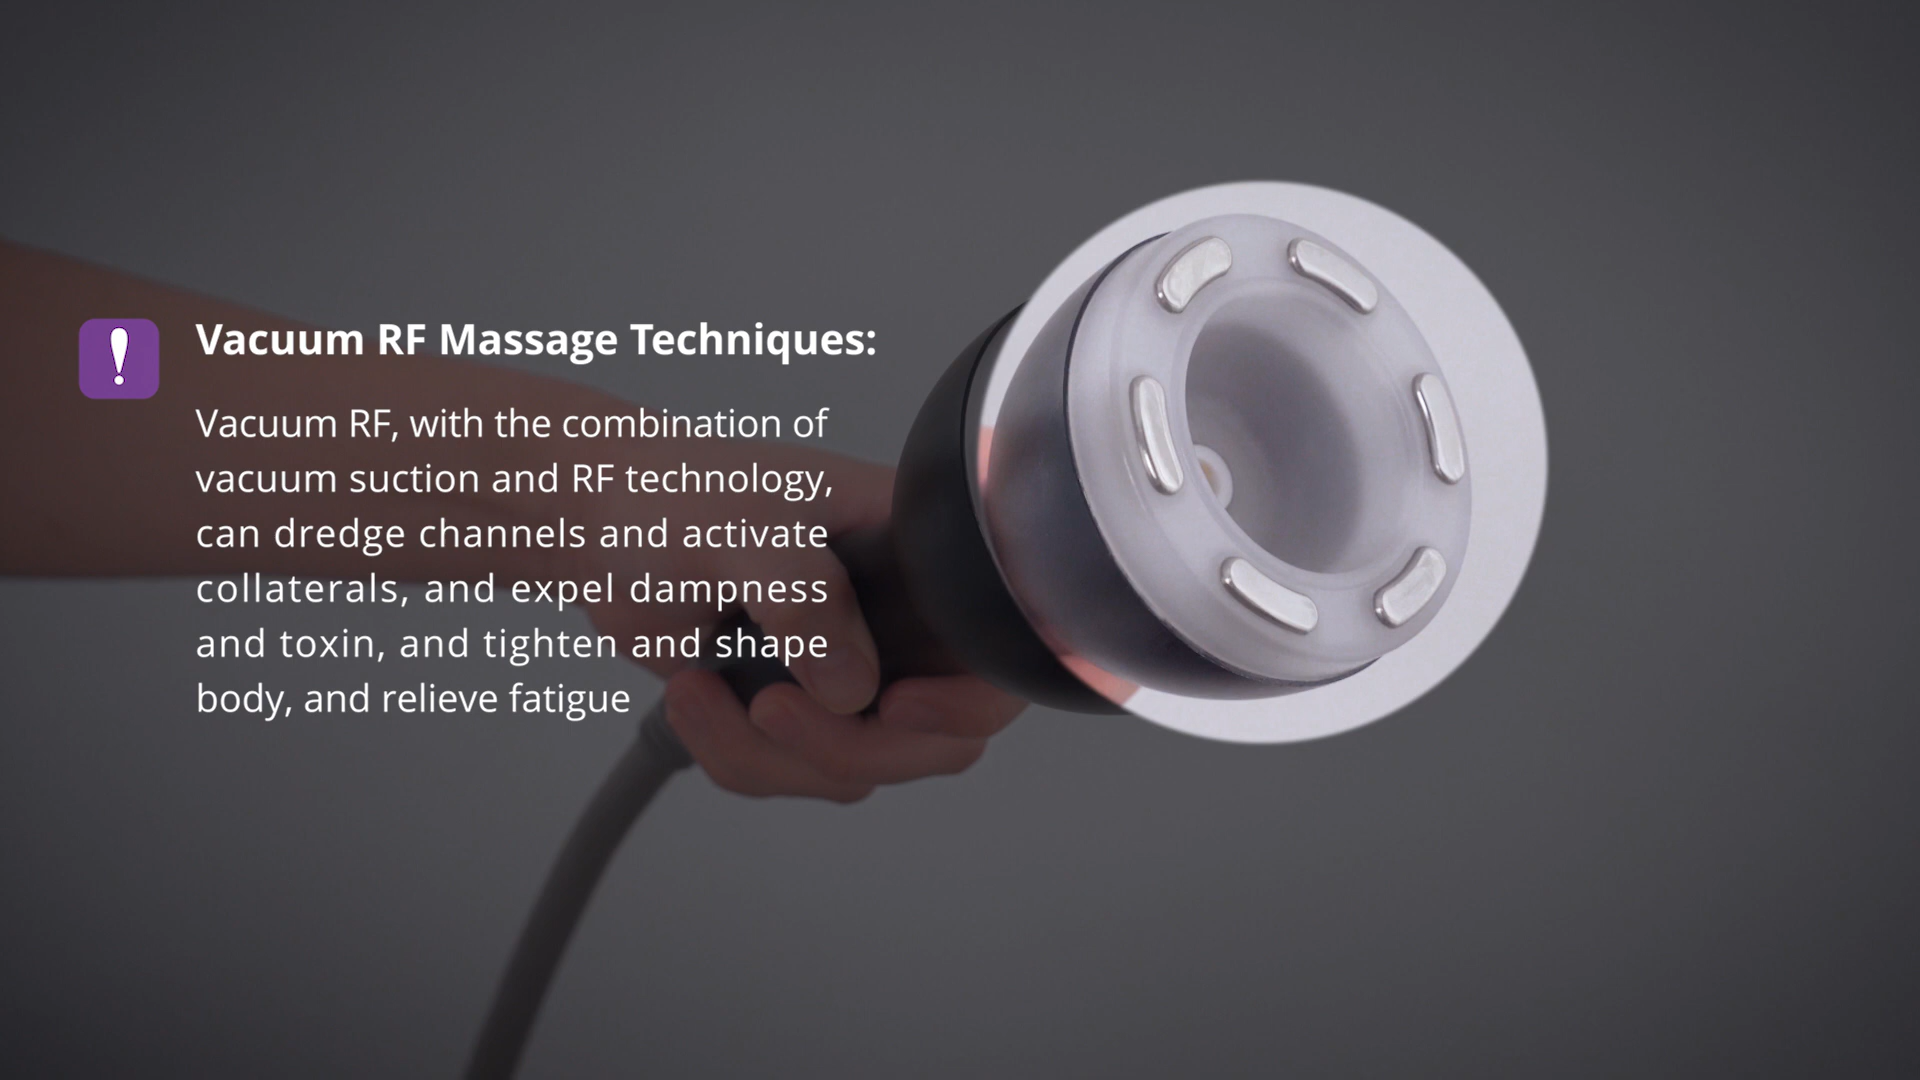 Vacuum RF Massage Techniques:
Vacuum RF, with the combination of
vacuum suction and RF technology,
can dredge channels and activate
collaterals, and expel dampness
and toxin, and tighten and shape
body, and relieve fatigue